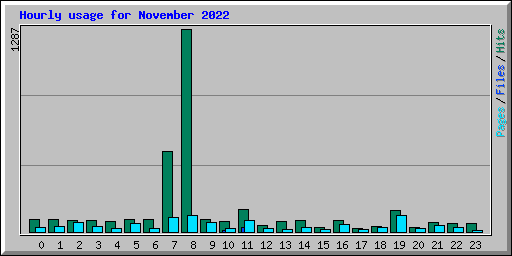 Hourly usage for November 2022
1287
Pages/Files/Hits
0 1 2 3 4 5 6 7 8 9 10 11 12 13 14 15 16 17 18 19 20 21 22 23